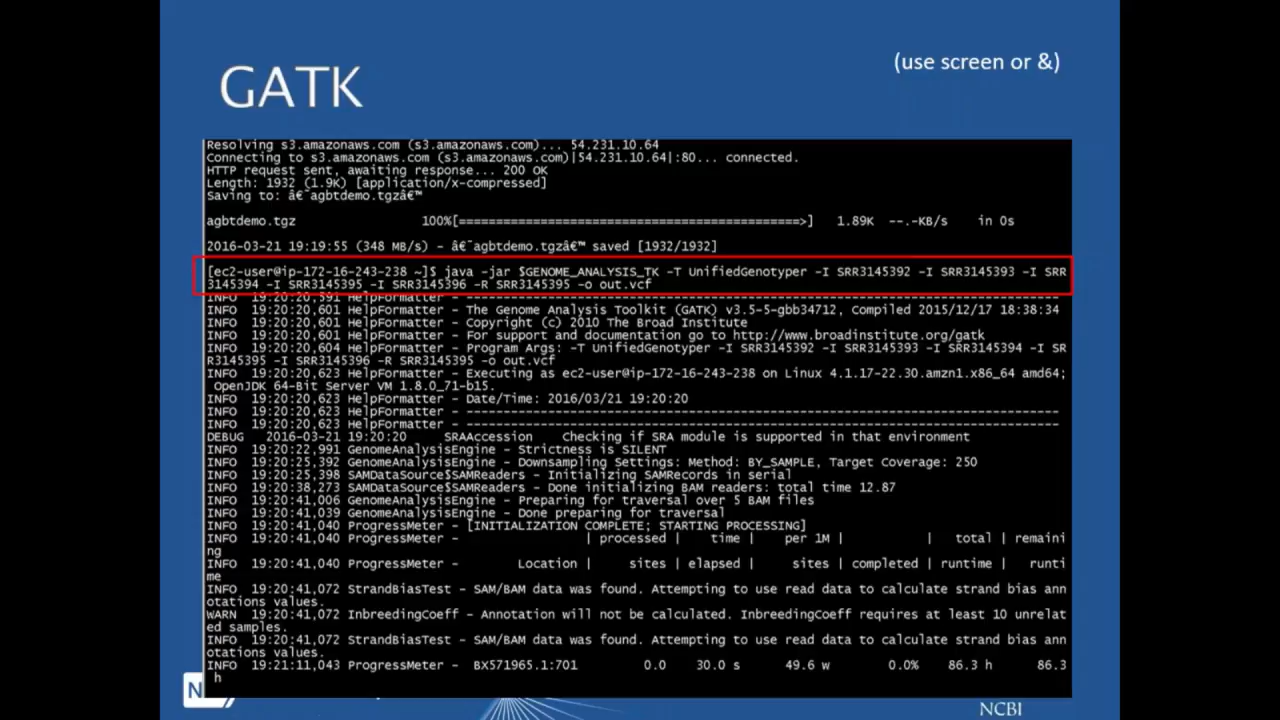 GATK
(use screen or &)
Resolving s3.amazonaws.com (s3.amazonaws.com)... 54.231.10.64
Connecting to s3.amazonaws.com (s3.amazonaws.com)|54.231.10.64|:80... connected.
HTTP request sent, awaiting response... 200 OK
Length: 1932 (1.9K) [application/x-compressed]
Saving to: â€˜agbtdemo.tgzâ€™
agbtdemo.tgz 100%[===========================================>] 1.89K --.-KB/s in 0s
2016-03-21 19:19:55 (348 MB/s) - â€˜agbtdemo.tgzâ€™ saved [1932/1932]
[ec2-user@ip-172-16-243-238 ~]$ java -jar $GENOME_ANALYSIS_TK -T UnifiedGenotyper -I SRR3145392 -I SRR3145393 -I SRR
3145394 -I SRR3145395 -I SRR3145396 -R SRR3145395 -o out.vcf
INFO 19:20:20,591 HelpFormatter - --------------------------------------------------------------------------------
INFO 19:20:20,601 HelpFormatter - The Genome Analysis Toolkit (GATK) v3.5-5-gbb34712, Compiled 2015/12/17 18:38:34
INFO 19:20:20,601 HelpFormatter - Copyright (c) 2010 The Broad Institute
INFO 19:20:20,601 HelpFormatter - For support and documentation go to http://www.broadinstitute.org/gatk
INFO 19:20:20,604 HelpFormatter - Program Args: -T UnifiedGenotyper -I SRR3145392 -I SRR3145393 -I SRR3145394 -I SR
R3145395 -I SRR3145396 -R SRR3145395 -o out.vcf
INFO 19:20:20,623 HelpFormatter - Executing as ec2-user@ip-172-16-243-238 on Linux 4.1.17-22.30.amzn1.x86_64 amd64;
OpenJDK 64-Bit Server VM 1.8.0_71-b15.
INFO 19:20:20,623 HelpFormatter - Date/Time: 2016/03/21 19:20:20
INFO 19:20:20,623 HelpFormatter - --------------------------------------------------------------------------------
INFO 19:20:20,623 HelpFormatter - --------------------------------------------------------------------------------
DEBUG 2016-03-21 19:20:20 SRAAccession Checking if SRA module is supported in that environment
INFO 19:20:22,991 GenomeAnalysisEngine - Strictness is SILENT
INFO 19:20:25,392 GenomeAnalysisEngine - Downsampling Settings: Method: BY_SAMPLE, Target Coverage: 250
INFO 19:20:25,398 SAMDataSource$SAMReaders - Initializing SAMRecords in serial
INFO 19:20:38,273 SAMDataSource$SAMReaders - Done initializing BAM readers: total time 12.87
INFO 19:20:41,006 GenomeAnalysisEngine - Preparing for traversal over 5 BAM files
INFO 19:20:41,039 GenomeAnalysisEngine - Done preparing for traversal
INFO 19:20:41,040 ProgressMeter - [INITIALIZATION COMPLETE; STARTING PROCESSING]
INFO 19:20:41,040 ProgressMeter - | processed | time | per 1M | | total | remaini
ng
INFO 19:20:41,040 ProgressMeter - Location | sites | elapsed | sites | completed | runtime | runti
me
INFO 19:20:41,072 StrandBiasTest - SAM/BAM data was found. Attempting to use read data to calculate strand bias ann
otations values.
WARN 19:20:41,072 InbreedingCoeff - Annotation will not be calculated. InbreedingCoeff requires at least 10 unrelat
ed samples.
INFO 19:20:41,072 StrandBiasTest - SAM/BAM data was found. Attempting to use read data to calculate strand bias ann
otations values.
INFO 19:21:11,043 ProgressMeter - BX571965.1:701 0.0 30.0 s 49.6 w 0.0% 86.3 h 86.3
h
N
NCBI